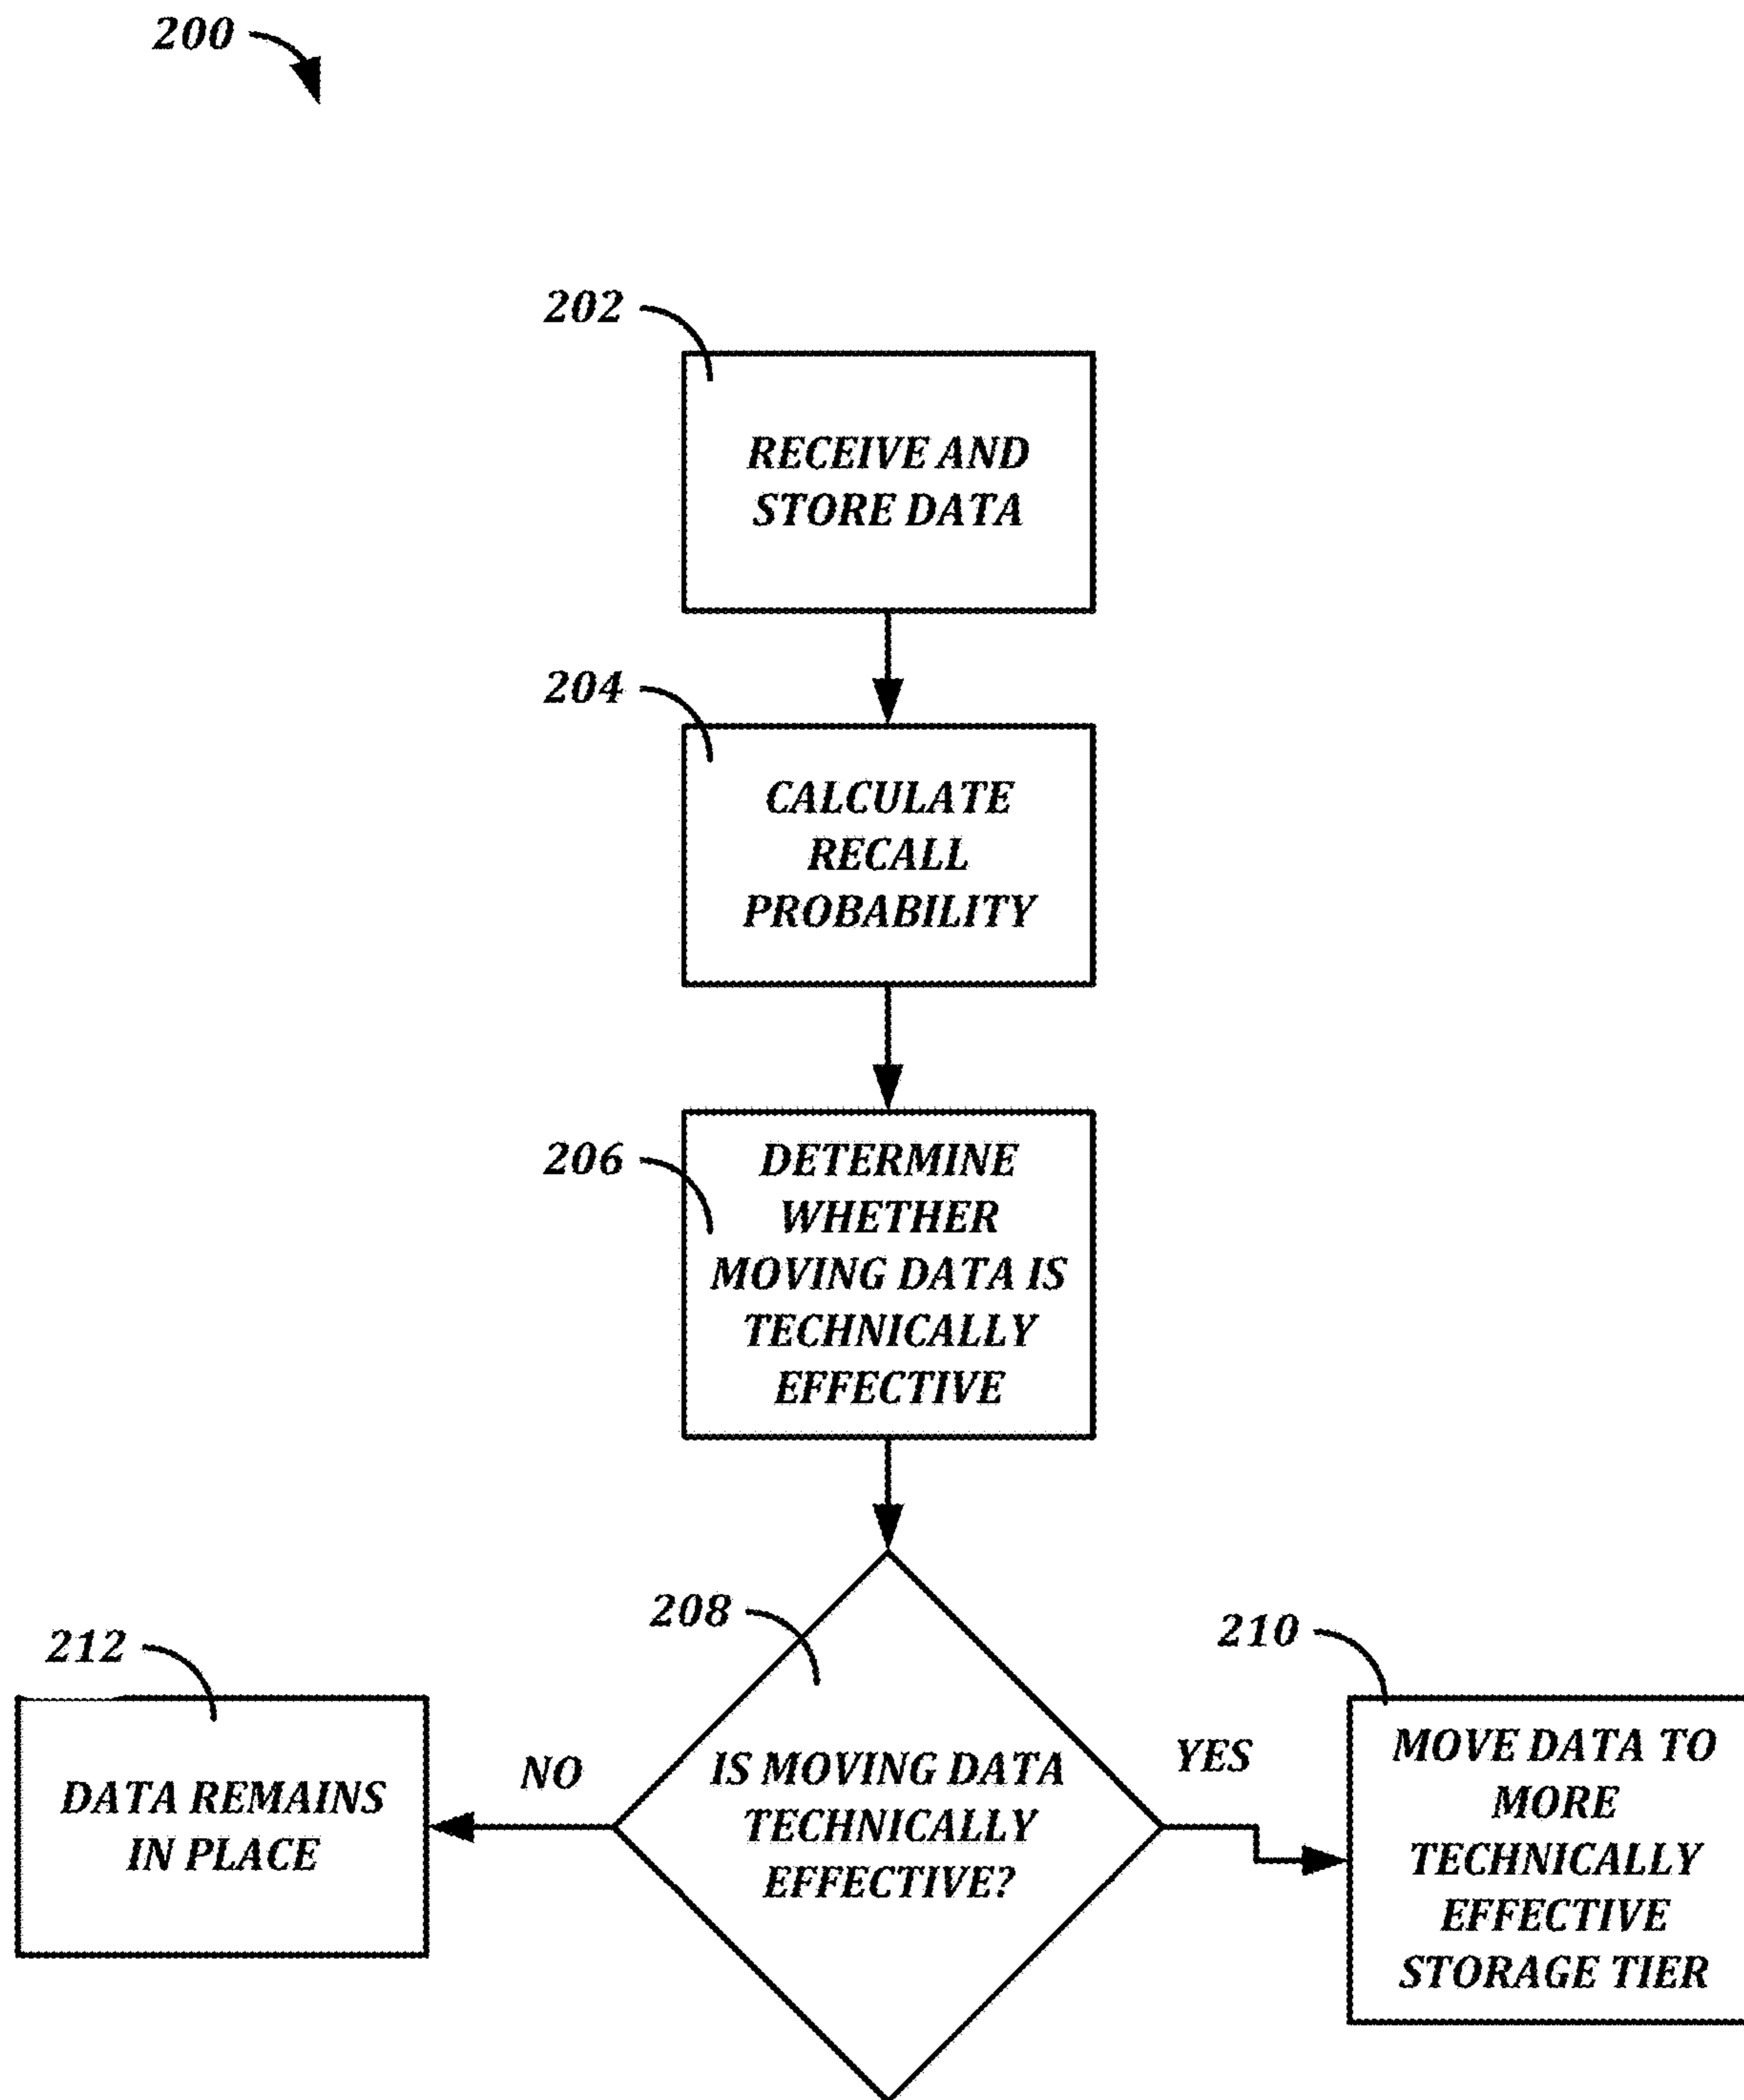 200
202
RECEIVE AND
STORE DATA
204
CALCULATE
RECALL
PROBABILITY
206
DETERMINE
WHETHER
MOVING DATA IS
TECHNICALLY
EFFECTIVE
208
IS MOVING DATA
TECHNICALLY
EFFECTIVE?
NO
212
DATA REMAINS
IN PLACE
YES
210
MOVE DATA TO
MORE
TECHNICALLY
EFFECTIVE
STORAGE TIER